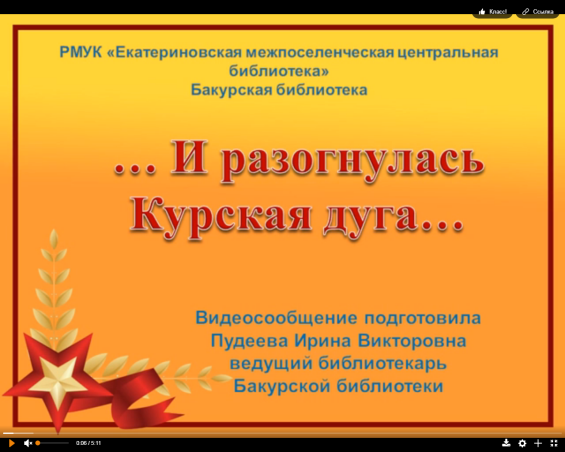 Класс! Ссылка
РМУК «Екатериновская межпоселенческая центральная
библиотека»
Бакурская библиотека
... И разогнулась
Курская дуга...
Видеосообщение подготовила
Пудеева Ирина Викторовна
ведущий библиотекарь
Бакурской библиотеки
0:06 / 5:11